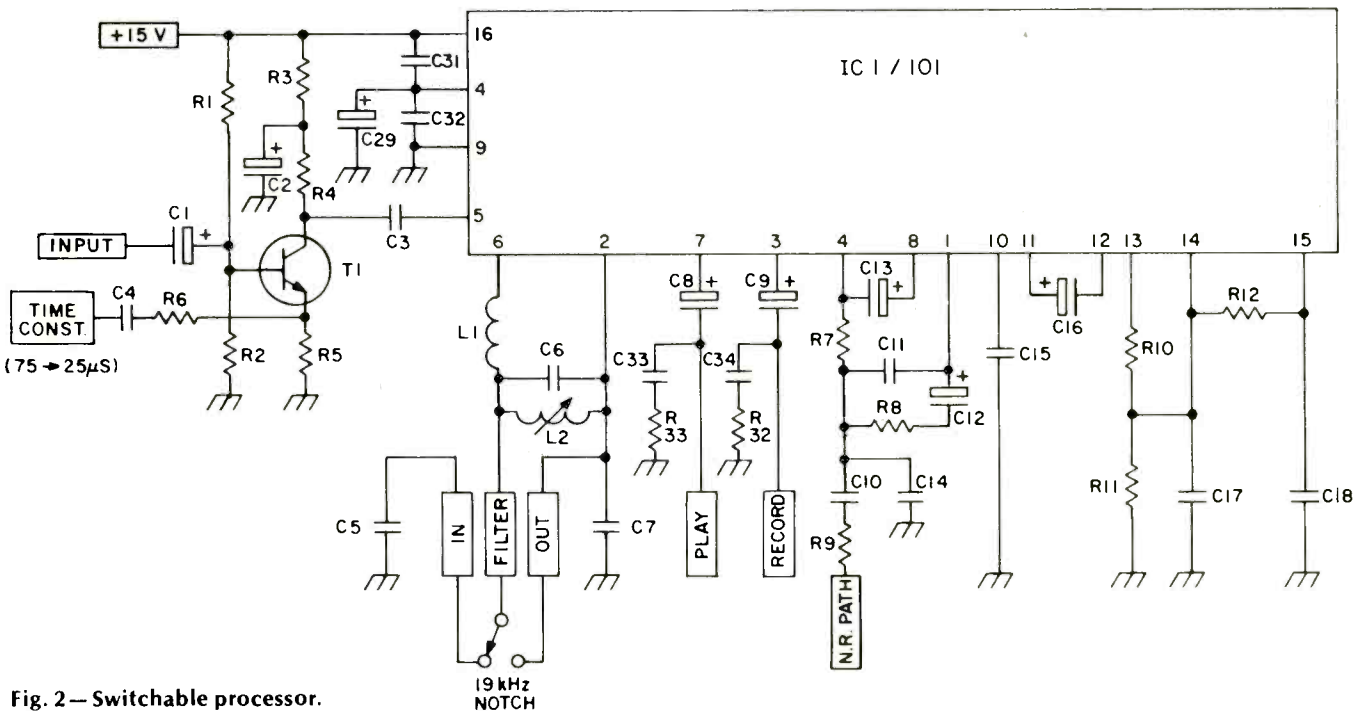 +15 V
16
C31
IC 1 / 101
R3
R1
4
C32
C29
9
C2
R4
5
C1
C3
INPUT
T1
6 2 7 3 4 8 1 10 11 12 13 14 15
TIME
CONST.
(75→25µS)
C4
R6
R2
R5
L1
C6
L2
C8
C9
C33
C34
R
33
R
32
C13
R7
C11
R8
C12
C15
C16
R10
R12
C5
IN
FILTER
OUT
C7
PLAY
RECORD
C10
C14
R9
N.R. PATH
R11
C17
C18
19 kHz
NOTCH
Fig. 2—Switchable processor.
+
+
+
+
+
+
+
+